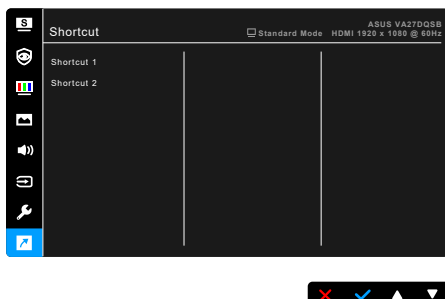 S
ASUS VA27DQSB
Shortcut
Standard Mode HDMI 1920 x 1080 @ 60Hz
Shortcut 1
Shortcut 2